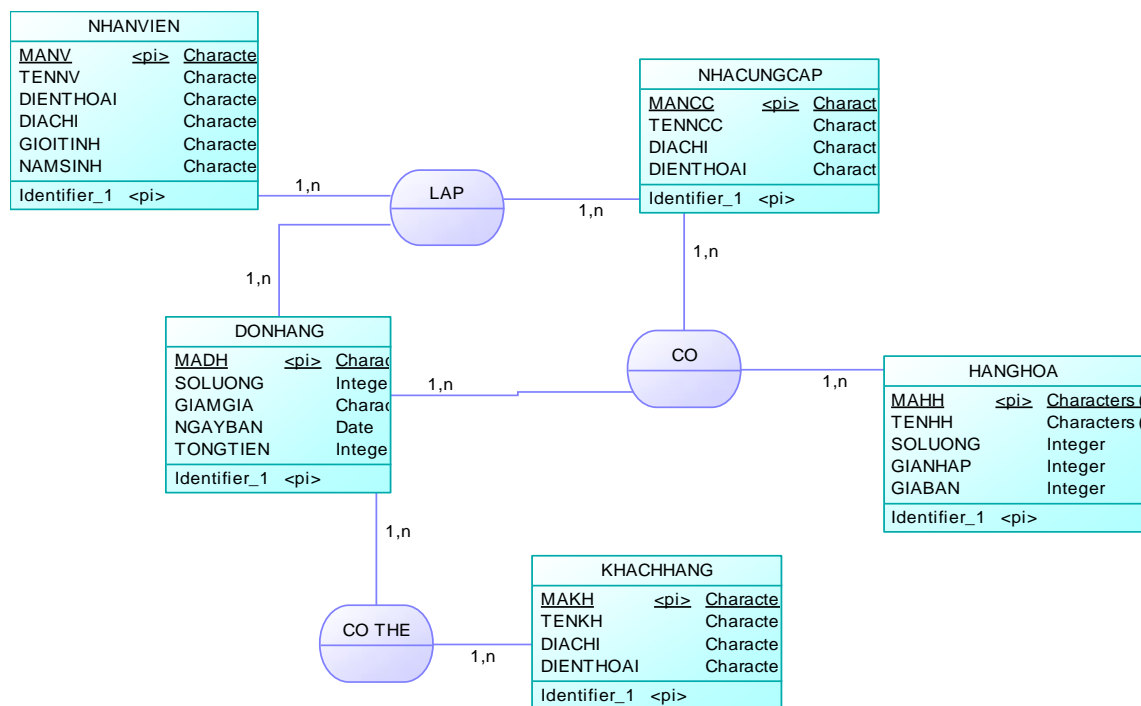 NHANVIEN
MANV <pi> Characte
TENNV Characte
DIENTHOAI Characte
DIACHI Characte
GIOITINH Characte
NAMSINH Characte
Identifier_1 <pi>
NHACUNGCAP
MANCC <pi> Charact
TENNCC Charact
DIACHI Charact
DIENTHOAI Charact
Identifier_1 <pi>
1,n
LAP
1,n
1,n
1,n
DONHANG
MADH <pi> Charac
SOLUONG Intege
GIAMGIA Charac
NGAYBAN Date
TONGTIEN Intege
Identifier_1 <pi>
1,n
CO
1,n
HANGHOA
MAHH <pi> Characters (
TENHH Characters (
SOLUONG Integer
GIANHAP Integer
GIABAN Integer
Identifier_1 <pi>
1,n
CO THE
1,n
KHACHHANG
MAKH <pi> Characte
TENKH Characte
DIACHI Characte
DIENTHOAI Characte
Identifier_1 <pi>